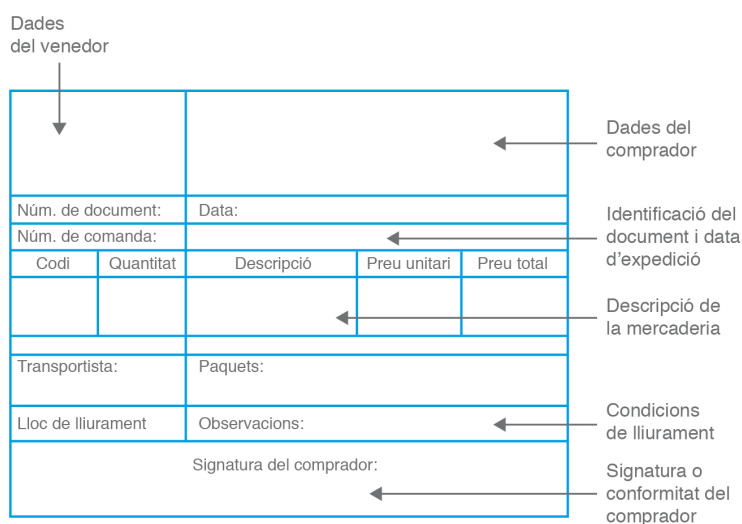 Dades
del venedor
Dades del
comprador
Núm. de document:
Data:
Identificació del
document i data
d'expedició
Núm. de comanda:
Codi
Quantitat
Descripció
Preu unitari
Preu total
Descripció de
la mercaderia
Transportista:
Paquets:
Condicions
de lliurament
Lloc de lliurament
Observacions:
Signatura del comprador:
Signatura o
conformitat del
comprador